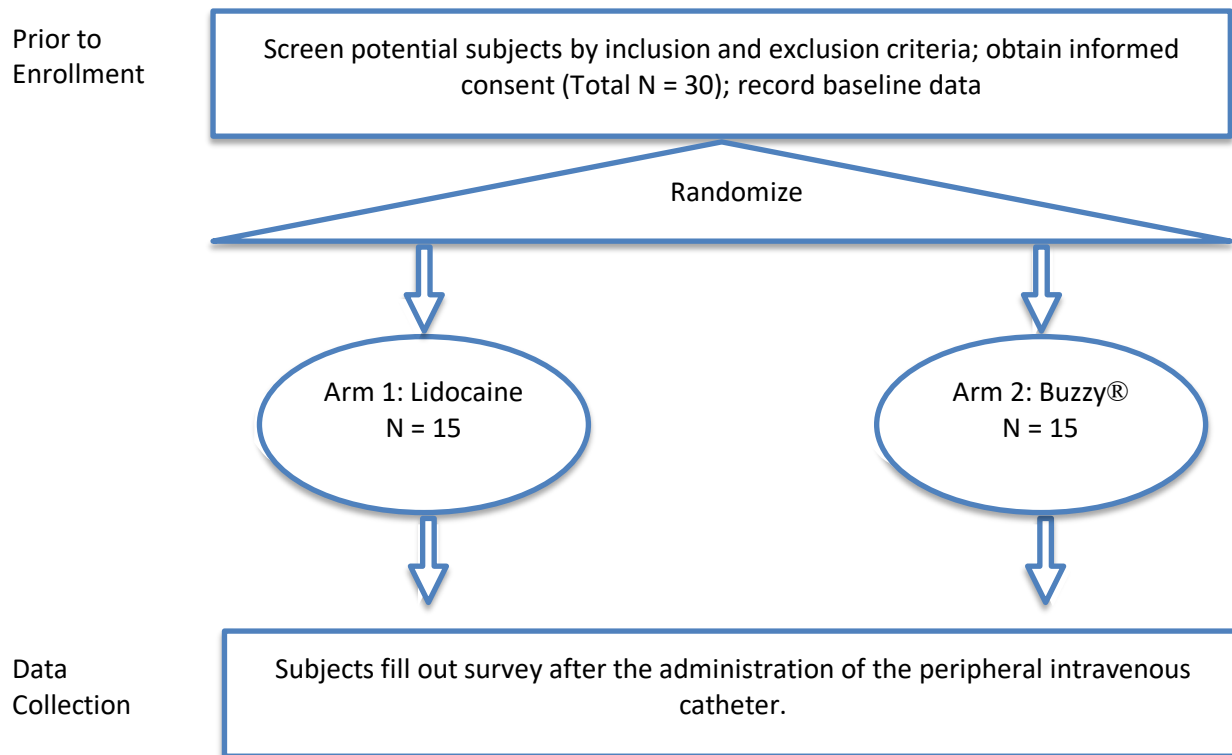 Prior to
Enrollment
Screen potential subjects by inclusion and exclusion criteria; obtain informed
consent (Total N = 30); record baseline data
Randomize
Arm 1: Lidocaine
N = 15
Arm 2: Buzzy®
N = 15
Data
Collection
Subjects fill out survey after the administration of the peripheral intravenous
catheter.